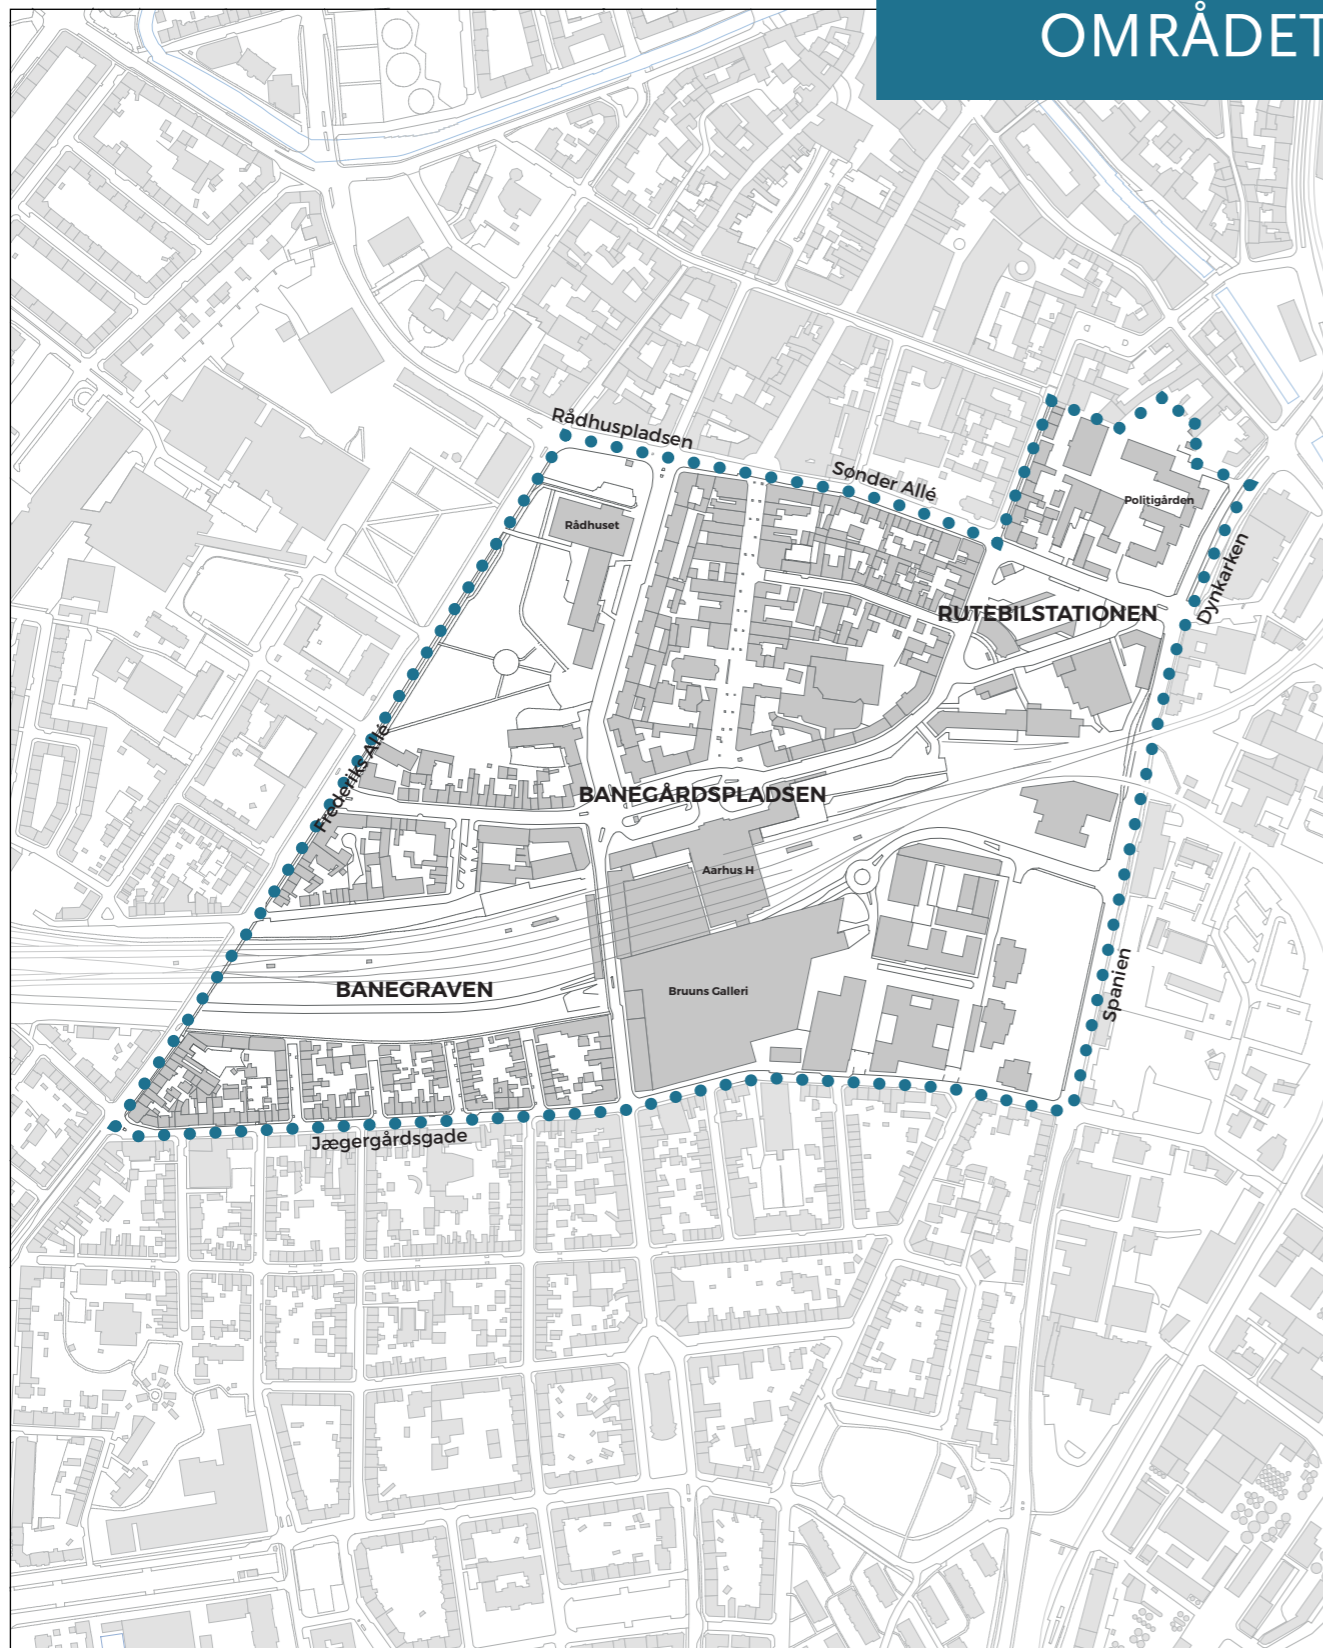 OMRÅDET
Rådhuspladsen
Sønder Allé
Politigården
Rådhuset
Dynkarken
RUTEBILSTATIONEN
Frederiks Allé
BANEGÅRDSPLADSEN
Aarhus H
BANEGRAVEN
Bruuns Galleri
Spanien
Jægergårdsgade